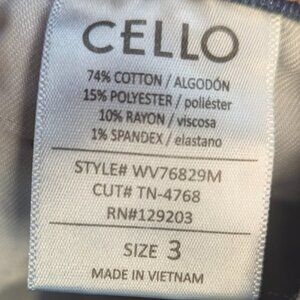 CELLO
74% COTTON / ALGODÓN
15% POLYESTER / poliéster
10% RAYON / viscosa
1% SPANDEX / elastano
STYLE# WV76829M
CUT# TN-4768
RN#129203
SIZE 3
MADE IN VIETNAM